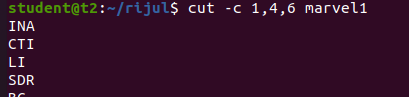 student@t2:~/rijul$ cut -c 1,4,6 marvel1
INA
CTI
LI
SDR